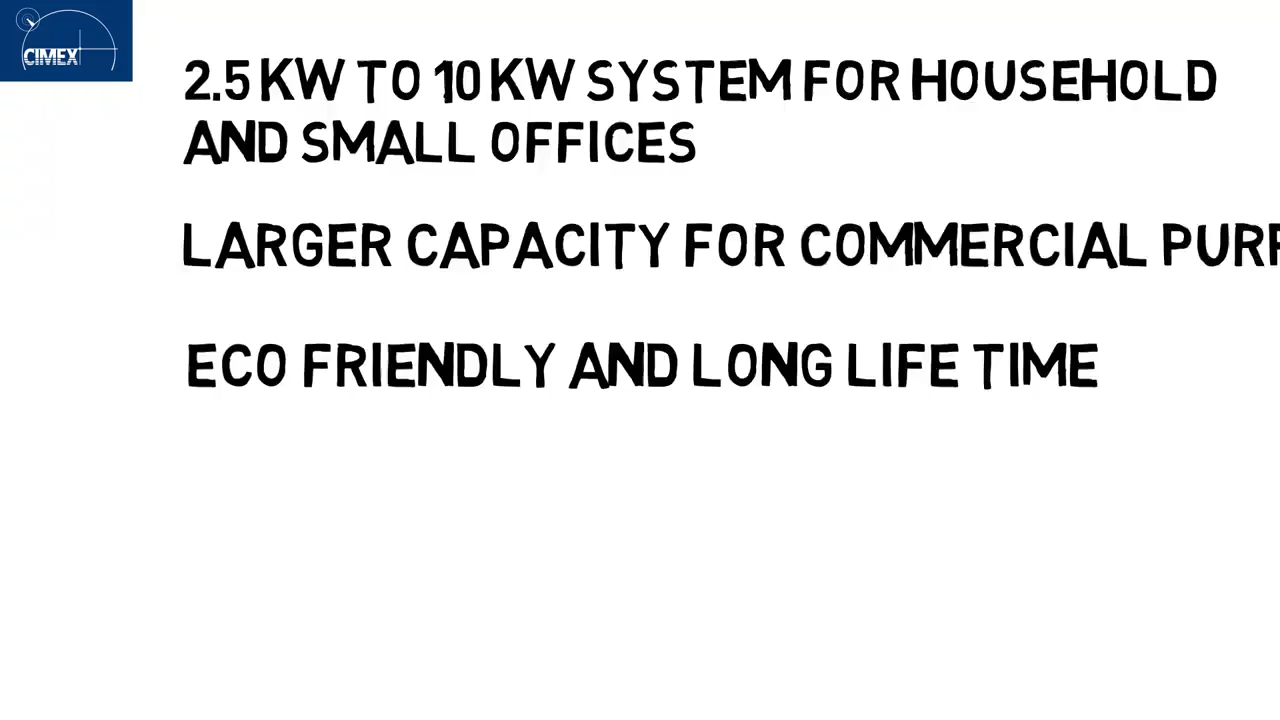 CIMEX
2.5 KW TO 10 KW SYSTEM FOR HOUSEHOLD
AND SMALL OFFICES
LARGER CAPACITY FOR COMMERCIAL
ECO FRIENDLY AND LONG LIFE TIME